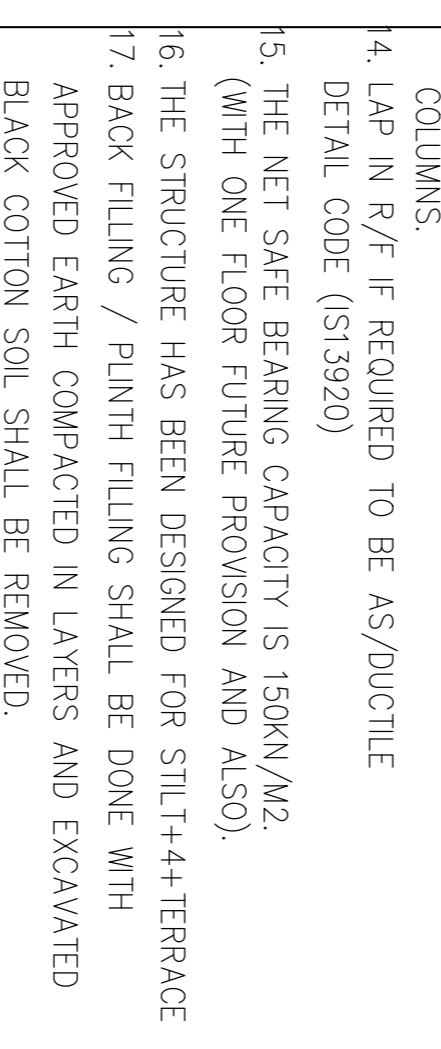 COLUMNS.
14. LAP IN R/F IF REQUIRED TO BE AS/DUCTILE
DETAIL CODE (IS13920)
15. THE NET SAFE BEARING CAPACITY IS 150KN/M2.
(WITH ONE FLOOR FUTURE PROVISION AND ALSO).
16. THE STRUCTURE HAS BEEN DESIGNED FOR STILT+4+TERRACE
17. BACK FILLING / PLINTH FILLING SHALL BE DONE WITH
APPROVED EARTH COMPACTED IN LAYERS AND EXCAVATED
BLACK COTTON SOIL SHALL BE REMOVED.